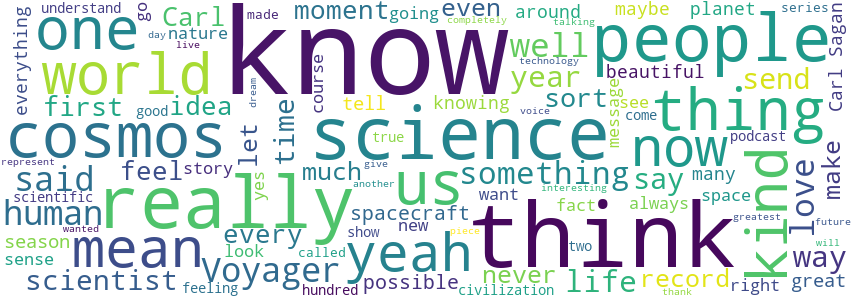 understand
go
Carl
made
moment
going
even
around
maybe
planet
series
day
nature
live
completely
talking
everything
one
know
people
well
technology
Carl Sagan
world
year
beautiful
send
first
idea
good
dream
course
tell
knowing
sort
message
see
thing
cosmos
let
time
science
true
voice
come
now
podcast
represent
said
feel
story
yes
much
us
give
another
something
interesting
say
many
kind
love
make
scientific
really
want
fact
always
space
human
spacecraft
think
greatest
future
season
wanted
mean
every
show
new
yeah
piece
two
will
way
sense
look
called
Voyager
never
life
record
scientist
feeling
hundred
possible
civilization
thank
right
great